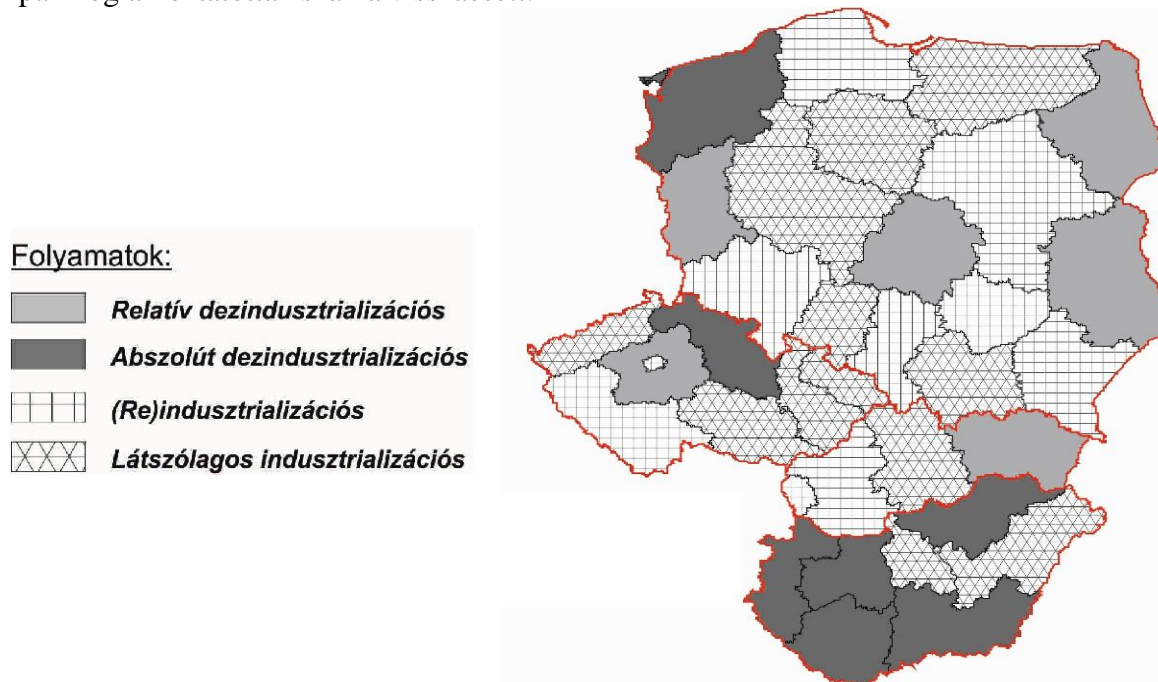 Folyamatok:
Relatív dezindusztrializációs
Abszolút dezindusztrializációs
(Re)indusztrializációs
Látszólagos indusztrializációs